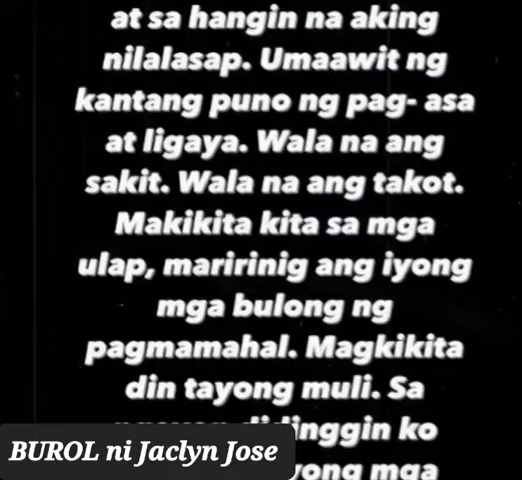 at sa hangin na aking
nilalasap. Umaawit ng
kantang puno ng pag- asa
at ligaya. Wala na ang
sakit. Wala na ang takot.
Makikita kita sa mga
ulap, maririnig ang iyong
mga bulong ng
pagmamahal. Magkikita
din tayong muli. Sa
ko
BUROL ni Jaclyn Jose
mga